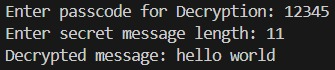 Enter passcode for Decryption: 12345
Enter secret message length: 11
Decrypted message: hello world